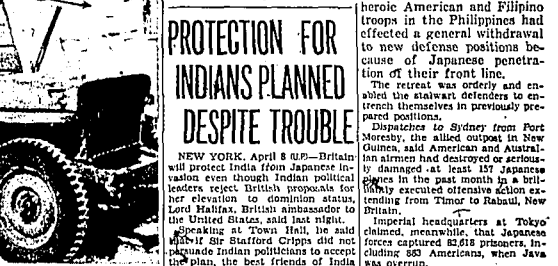 PROTECTION FOR
INDIANS PLANNED
DESPITE TROUBLE
NEW YORK, April 8 (U.P.)—Britain
will protect India from Japanese in-
vasion even though Indian political
leaders reject British proposals for
her elevation to dominion status,
Lord Halifax, British ambassador to
the United States, said last night.
Speaking at Town Hall, he said
that if Sir Stafford Cripps did not
persuade Indian politicians to accept
the plan, the best friends of India
heroic American and Filipino
troops in the Philippines had
effected a general withdrawal
to new defense positions be-
cause of Japanese penetra-
tion of their front line.
The retreat was orderly and en-
abled the stalwart defenders to en-
trench themselves in previously pre-
pared positions.
Dispatches to Sydney from Port
Moresby, the allied outpost in New
Guinea, said American and Austral-
ian airmen had destroyed or serious-
ly damaged at least 157 Japanese
planes in the past month in a bril-
liantly executed offensive action ex-
tending from Timor to Rabaul, New
Britain.
Imperial headquarters at Tokyo
claimed, meanwhile, that Japanese
forces captured 82,618 prisoners, in-
cluding 883 Americans, when Java
was overrun.